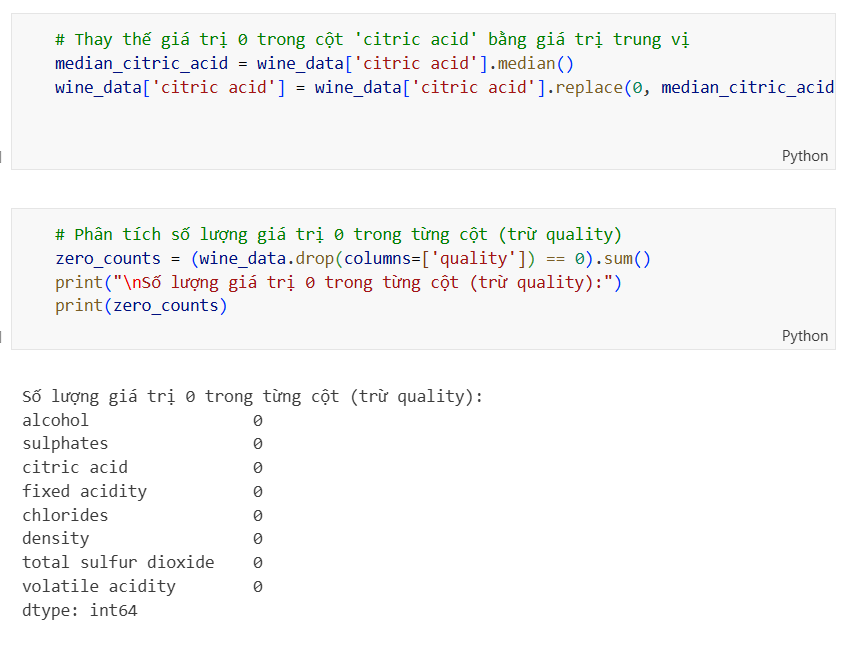 # Thay thế giá trị 0 trong cột 'citric acid' bằng giá trị trung vị
median_citric_acid = wine_data['citric acid'].median()
wine_data['citric acid'] = wine_data['citric acid'].replace(0, median_citric_acid
Python
# Phân tích số lượng giá trị 0 trong từng cột (trừ quality)
zero_counts = (wine_data.drop(columns=['quality']) == 0).sum()
print("\nSố lượng giá trị 0 trong từng cột (trừ quality):")
print(zero_counts)
Python
Số lượng giá trị 0 trong từng cột (trừ quality):
alcohol 0
sulphates 0
citric acid 0
fixed acidity 0
chlorides 0
density 0
total sulfur dioxide 0
volatile acidity 0
dtype: int64